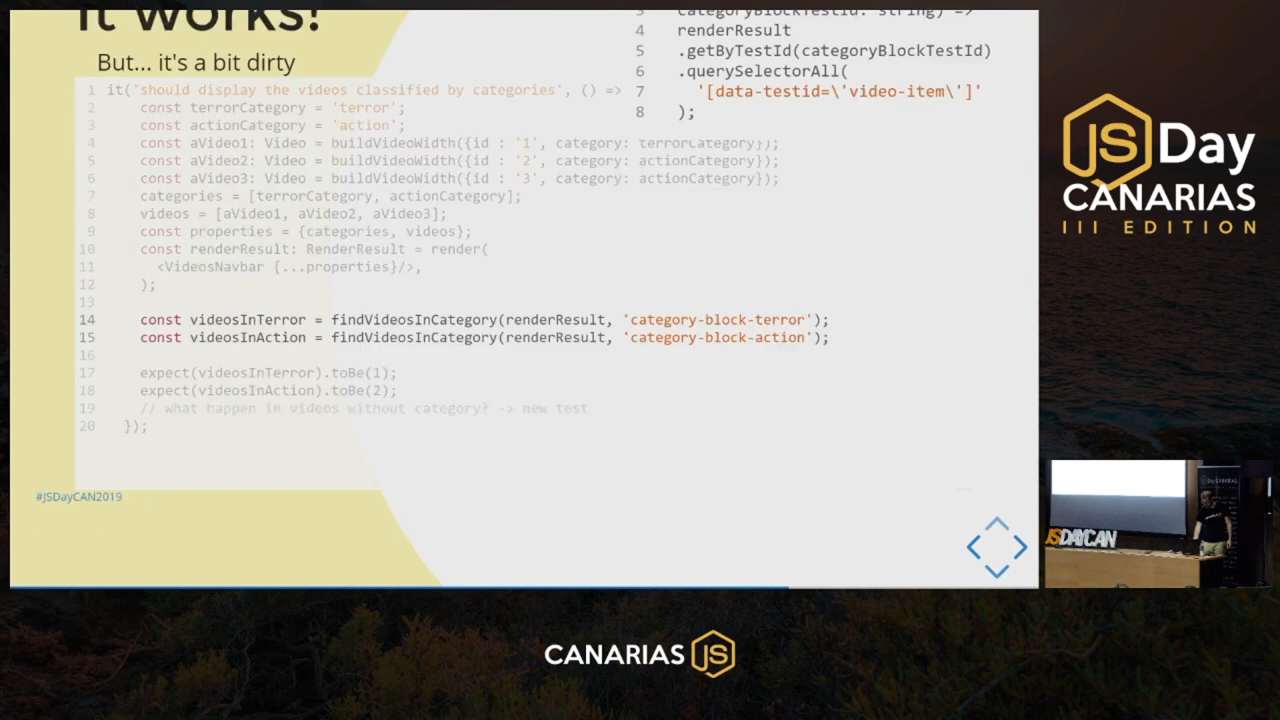 It works!
But... it's a bit dirty
1 it('should display the videos classified by categories', () =>
2 const terrorCategory = 'terror';
3 const actionCategory = 'action';
4 const aVideo1: Video = buildVideoWidth({id : '1', category: terrorCategory});
5 const aVideo2: Video = buildVideoWidth({id : '2', category: actionCategory});
6 const aVideo3: Video = buildVideoWidth({id : '3', category: actionCategory});
7 categories = [terrorCategory, actionCategory];
8 videos = [aVideo1, aVideo2, aVideo3];
9 const properties = {categories, videos};
10 const renderResult: RenderResult = render(
11 <VideosNavbar {...properties}/>,
12 );
13
14 const videosInTerror = findVideosInCategory(renderResult, 'category-block-terror');
15 const videosInAction = findVideosInCategory(renderResult, 'category-block-action');
16
17 expect(videosInTerror).toBe(1);
18 expect(videosInAction).toBe(2);
19 // what happen in videos without category? -> new test
20 });
3 categoryBlockTestId: string) =>
4 renderResult
5 .getByTestId(categoryBlockTestId)
6 .querySelectorAll(
7 '[data-testid=\'video-item\']'
8 );
#JSDayCAN2019
JS Day
CANARIAS
III EDITION
JSDAYCAN
Day CANARIAS
CANARIAS JS